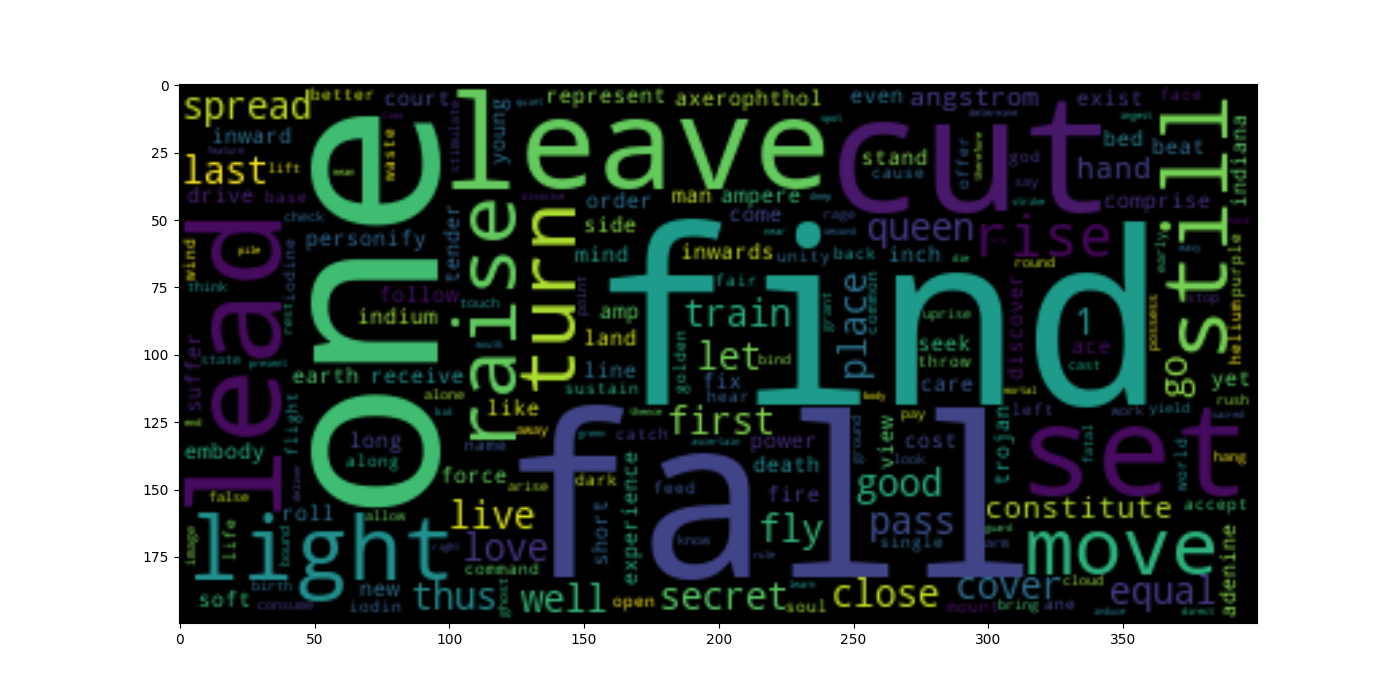 0
25
50
75
100
125
150
175
0
50
100
150
200
250
300
350
spread
better
court
represent
axerophthol
even
angstrom
exist
face
inward
young
stimulate
leave
cut
still
indiana
last
lift
waste
stand
cause
offer
therefore
god
say
hand
bed
beat
drive
base
one
raise
man
ampere
order
comprise
check
personify
tender
turn
side
come
rage
queen
rise
lead
wind
pile
think
iodine
rest
mind
inwards
unity
back
inch
round
early
find
follow
touch
point
fair
place
common
grant
discover
stop
purple
helium
indium
amp
train
uprise
1
ace
cast
possess
suffer
state
land
golden
let
bind
seek
throw
go
yet
rush
earth
receive
line
sustain
fix
hear
care
alone
like
away
first
pay
left
work
yield
set
fall
long
along
name
catch
power
ground
view
cost
look
trojan
fatal
world
hang
embody
flight
force
arise
dark
experience
feed
death
fire
good
false
allow
roll
live
short
know
fly
pass
single
constitute
accept
image
life
light
bound
love
command
rule
arm
guard
move
adenine
birth
new
soft
consume
iodin
thus
ghost
well
open
secret
soul
close
cover
cloud
mount
bring
ane
equal